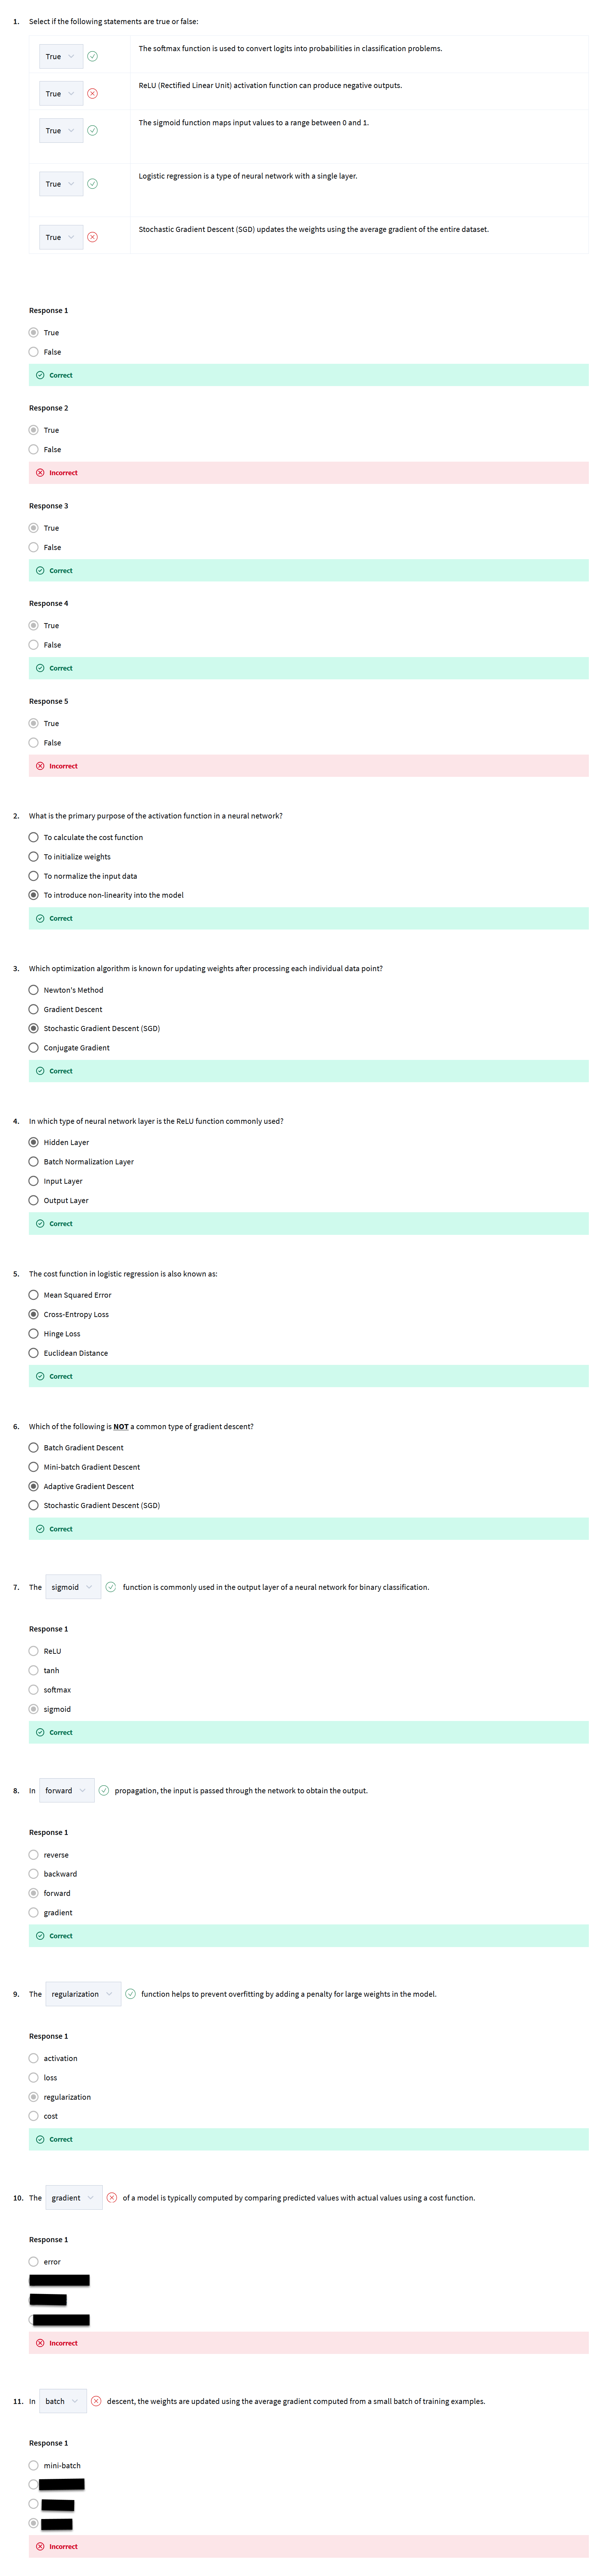 1. Select if the following statements are true or false:
True The softmax function is used to convert logits into probabilities in classification problems.
True ReLU (Rectified Linear Unit) activation function can produce negative outputs.
True The sigmoid function maps input values to a range between 0 and 1.
True Logistic regression is a type of neural network with a single layer.
True Stochastic Gradient Descent (SGD) updates the weights using the average gradient of the entire dataset.
Response 1
True
False
Correct
Response 2
True
False
Incorrect
Response 3
True
False
Correct
Response 4
True
False
Correct
Response 5
True
False
Incorrect
2. What is the primary purpose of the activation function in a neural network?
To calculate the cost function
To initialize weights
To normalize the input data
To introduce non-linearity into the model
Correct
3. Which optimization algorithm is known for updating weights after processing each individual data point?
Newton's Method
Gradient Descent
Stochastic Gradient Descent (SGD)
Conjugate Gradient
Correct
4. In which type of neural network layer is the ReLU function commonly used?
Hidden Layer
Batch Normalization Layer
Input Layer
Output Layer
Correct
5. The cost function in logistic regression is also known as:
Mean Squared Error
Cross-Entropy Loss
Hinge Loss
Euclidean Distance
Correct
6. Which of the following is NOT a common type of gradient descent?
Batch Gradient Descent
Mini-batch Gradient Descent
Adaptive Gradient Descent
Stochastic Gradient Descent (SGD)
Correct
7. The sigmoid function is commonly used in the output layer of a neural network for binary classification.
Response 1
ReLU
tanh
softmax
sigmoid
Correct
8. In forward propagation, the input is passed through the network to obtain the output.
Response 1
reverse
backward
forward
gradient
Correct
9. The regularization function helps to prevent overfitting by adding a penalty for large weights in the model.
Response 1
activation
loss
regularization
cost
Correct
10. The gradient of a model is typically computed by comparing predicted values with actual values using a cost function.
Response 1
error
Incorrect
11. In batch descent, the weights are updated using the average gradient computed from a small batch of training examples.
Response 1
mini-batch
Incorrect